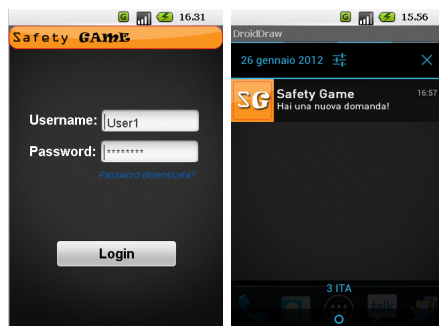 G 16.31
Safety GAME
Username: User1
Password: ********
Password dimenticata?
Login
G 15.56
DroidDraw
26 gennaio 2012
SG Safety Game 16:57
Hai una nuova domanda!
3 ITA
talk